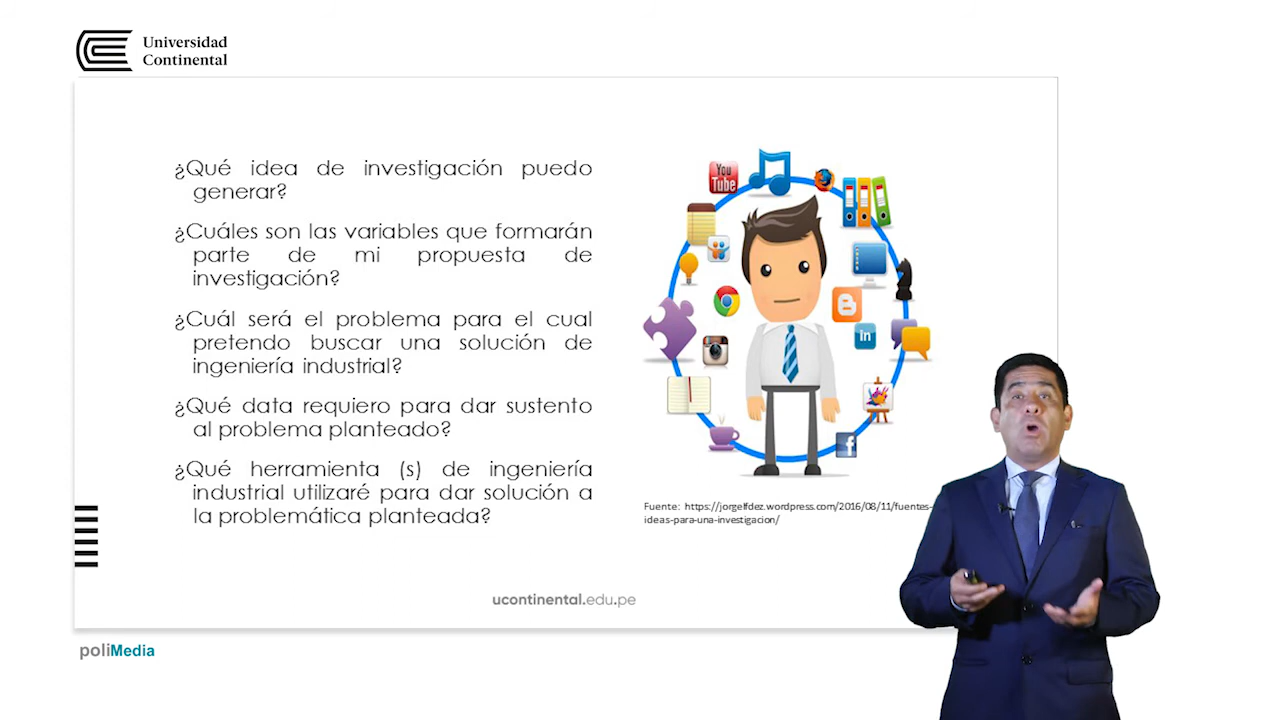 Universidad
Continental
¿Qué idea de investigación puedo
generar?
¿Cuáles son las variables que formarán
parte de mi propuesta de
investigación?
¿Cuál será el problema para el cual
pretendo buscar una solución de
ingeniería industrial?
¿Qué data requiero para dar sustento
al problema planteado?
¿Qué herramienta (s) de ingeniería
industrial utilizaré para dar solución a
la problemática planteada?
You
Tube
in
f
Fuente: https://jorgelfdez.wordpress.com/2016/08/11/fuentes-
ideas-para-una-investigacion/
ucontinental.edu.pe
poliMedia